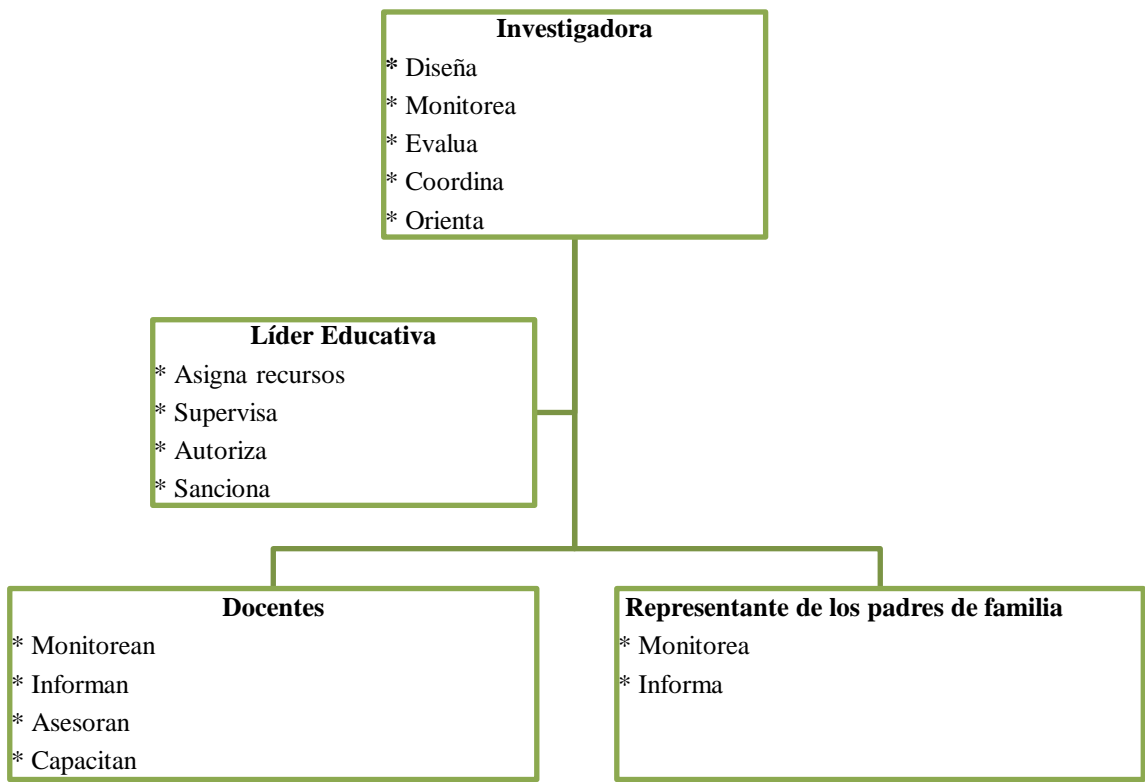 Investigadora
* Diseña
* Monitorea
* Evalua
* Coordina
* Orienta
Líder Educativa
* Asigna recursos
* Supervisa
* Autoriza
* Sanciona
Docentes
* Monitorean
* Informan
* Asesoran
* Capacitan
Representante de los padres de familia
* Monitorea
* Informa